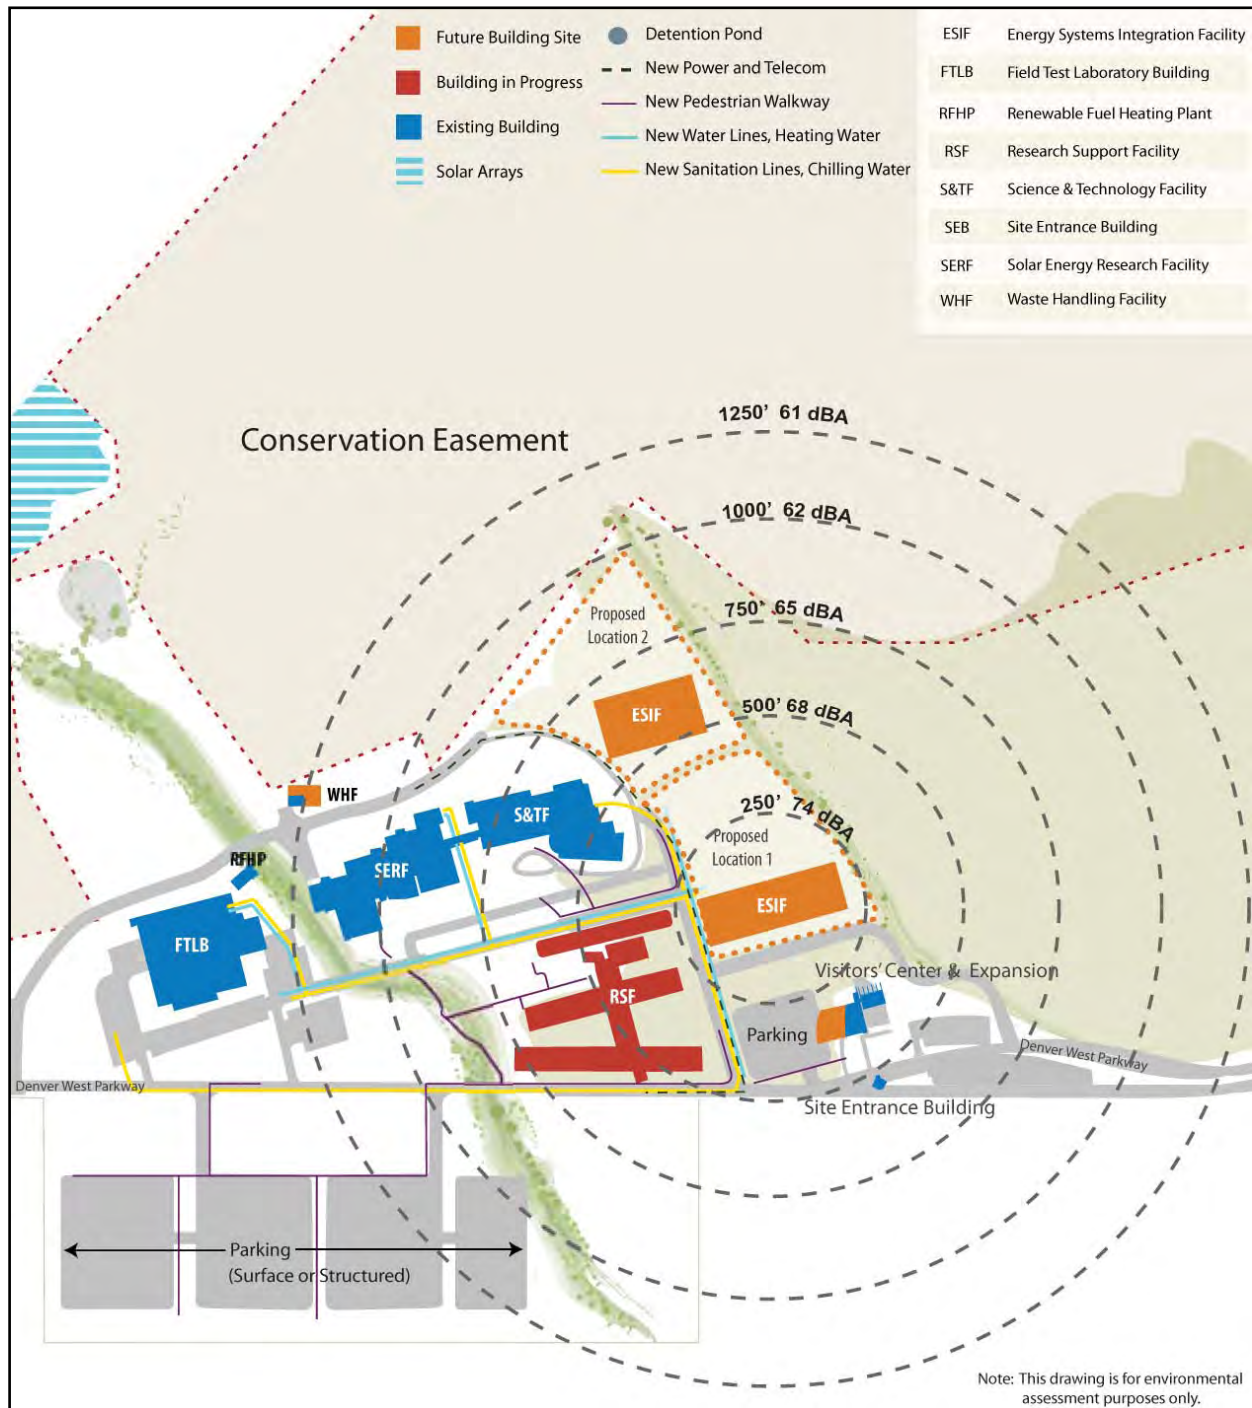 Future Building Site
Building in Progress
Existing Building
Solar Arrays
Detention Pond
New Power and Telecom
New Pedestrian Walkway
New Water Lines, Heating Water
New Sanitation Lines, Chilling Water
ESIF Energy Systems Integration Facility
FTLB Field Test Laboratory Building
RFHP Renewable Fuel Heating Plant
RSF Research Support Facility
S&TF Science & Technology Facility
SEB Site Entrance Building
SERF Solar Energy Research Facility
WHF Waste Handling Facility
1250' 61 dBA
Conservation Easement
1000' 62 dBA
750' 65 dBA
Proposed
Location 2
500' 68 dBA
ESIF
WHF
250' 74 dBA
S&TF
Proposed
Location 1
SERF
ESIF
FTLB
Visitors' Center & Expansion
RSF
Parking
Denver West Parkway
Denver West Parkway
Site Entrance Building
Parking
(Surface or Structured)
Note: This drawing is for environmental
assessment purposes only.